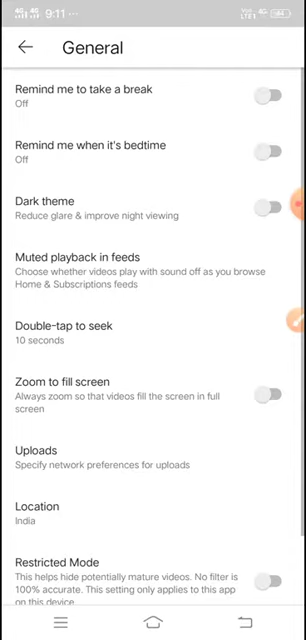 4G 4G 9:11 ...
General
Remind me to take a break
Off
Remind me when it's bedtime
Off
Dark theme
Reduce glare & improve night viewing
Muted playback in feeds
Choose whether videos play with sound off as you browse
Home & Subscriptions feeds
Double-tap to seek
10 seconds
Zoom to fill screen
Always zoom so that videos fill the screen in full
screen
Uploads
Specify network preferences for uploads
Location
India
Restricted Mode
This helps hide potentially mature videos. No filter is
100% accurate. This setting only applies to this app
on this device.